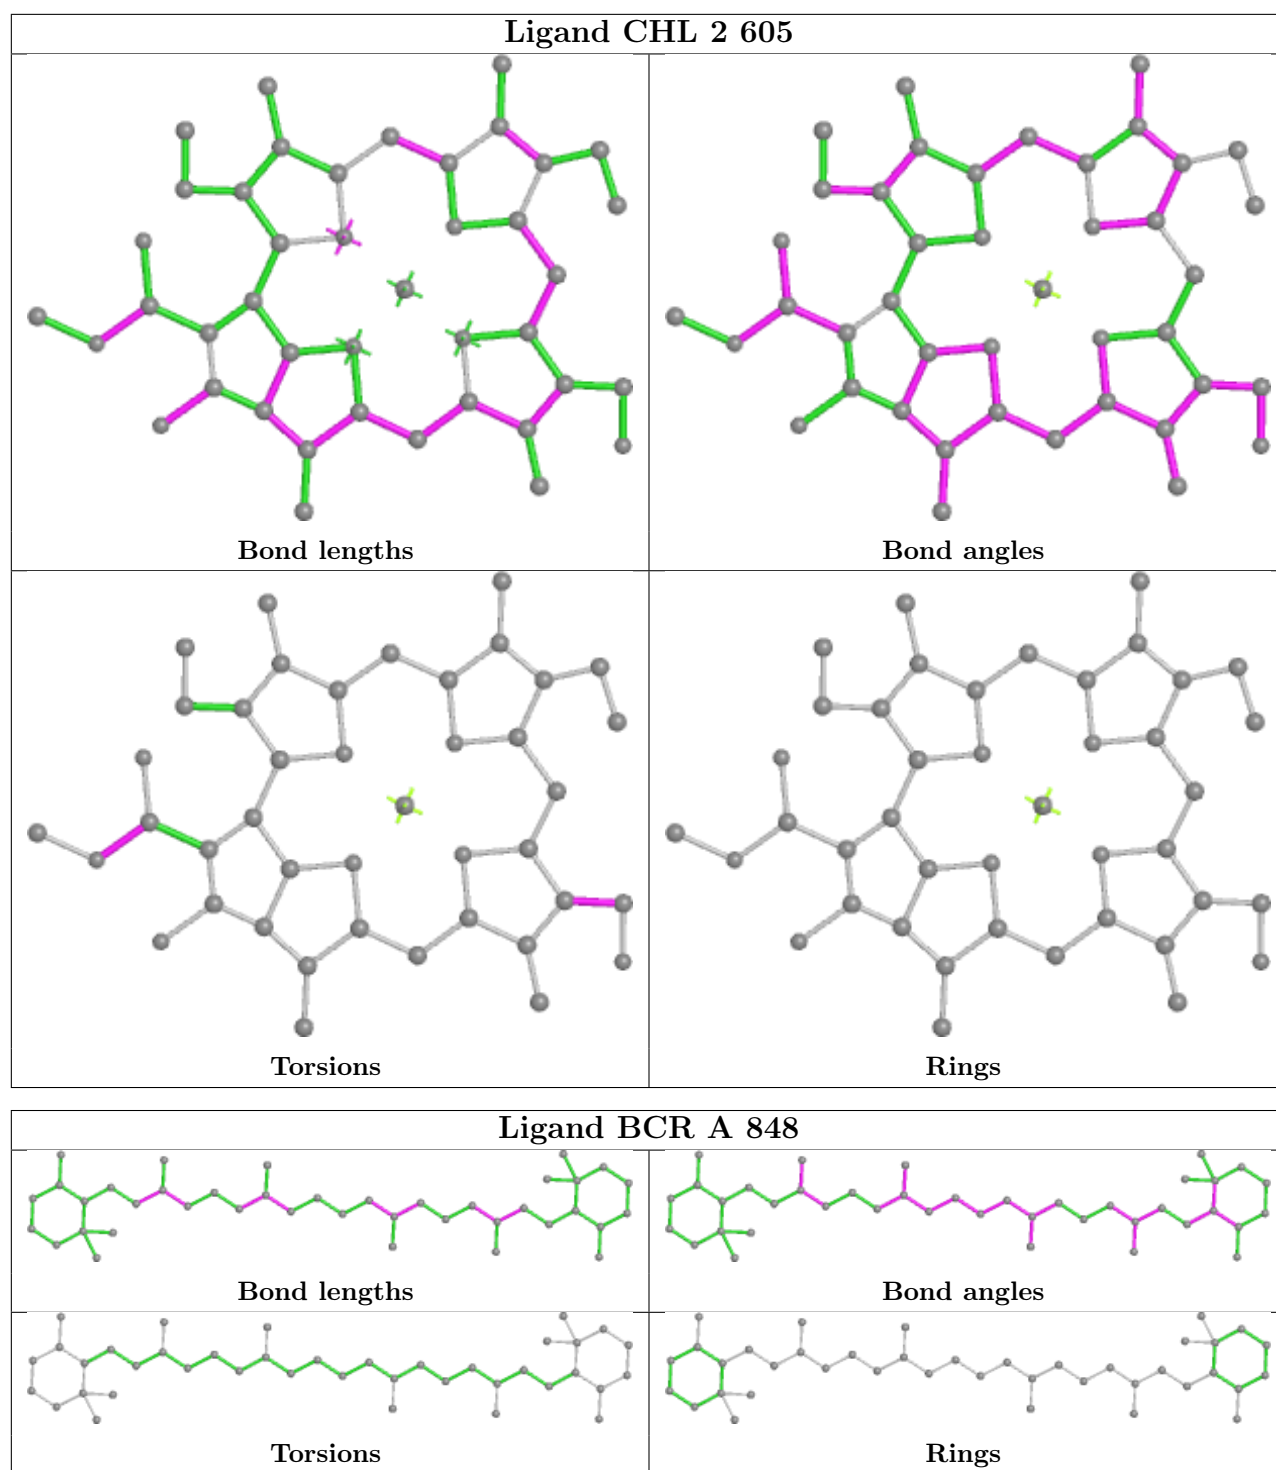 Ligand CHL 2 605
Bond lengths
Bond angles
Torsions
Rings
Ligand BCR A 848
Bond lengths
Bond angles
Torsions
Rings